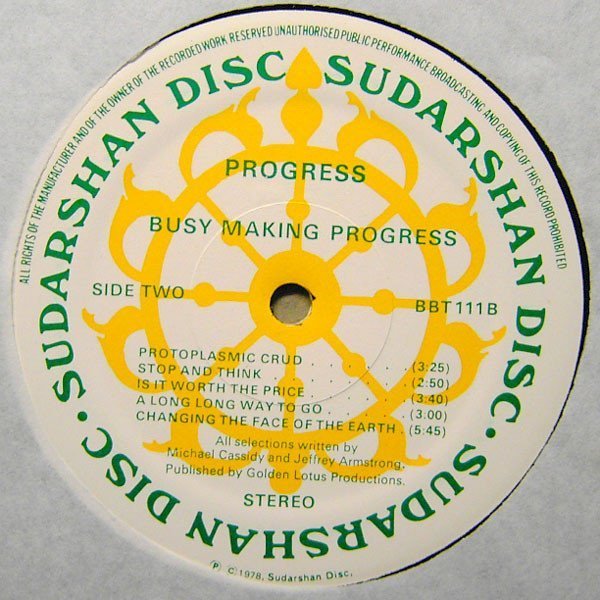 ALL RIGHTS OF THE MANUFACTURER AND OF THE OWNER OF THE RECORDED WORK RESERVED UNAUTHORISED PUBLIC PERFORMANCE BROADCASTING AND COPYING OF THIS RECORD PROHIBITED
SUDARSHAN DISC SUDARSHAN DISC · SUDARSHAN DISC ·
PROGRESS
BUSY MAKING PROGRESS
SIDE TWO
BBT 111B
PROTOPLASMIC CRUD . . . . . . (3:25)
STOP AND THINK . . . . . . . . (2:50)
IS IT WORTH THE PRICE . . . . . (3:40)
A LONG LONG WAY TO GO . . . . (3:00)
CHANGING THE FACE OF THE EARTH . (5:45)
All selections written by
Michael Cassidy and Jeffrey Armstrong.
Published by Golden Lotus Productions.
STEREO
Ⓟ Ⓒ 1978, Sudarshan Disc,